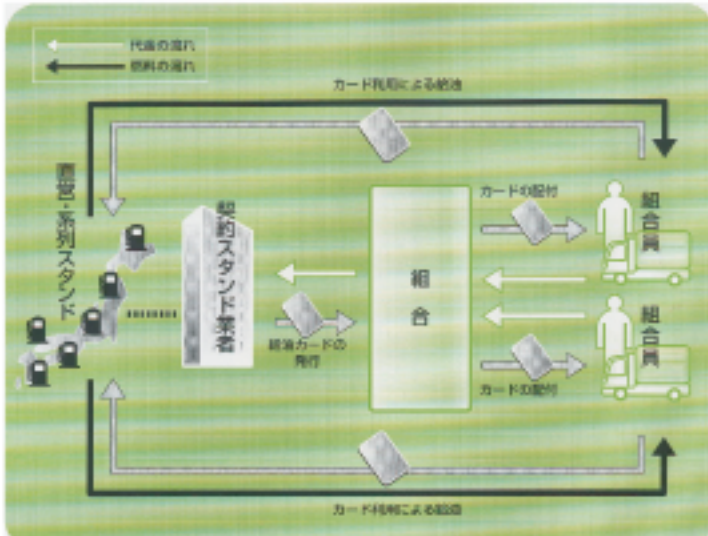 代金の流れ
燃料の流れ
カード利用による給油
直営・系列スタンド
契約スタンド業者
給油カードの
発行
組合
カードの配付
組合員
組合員
カードの配付
カード利用による給油